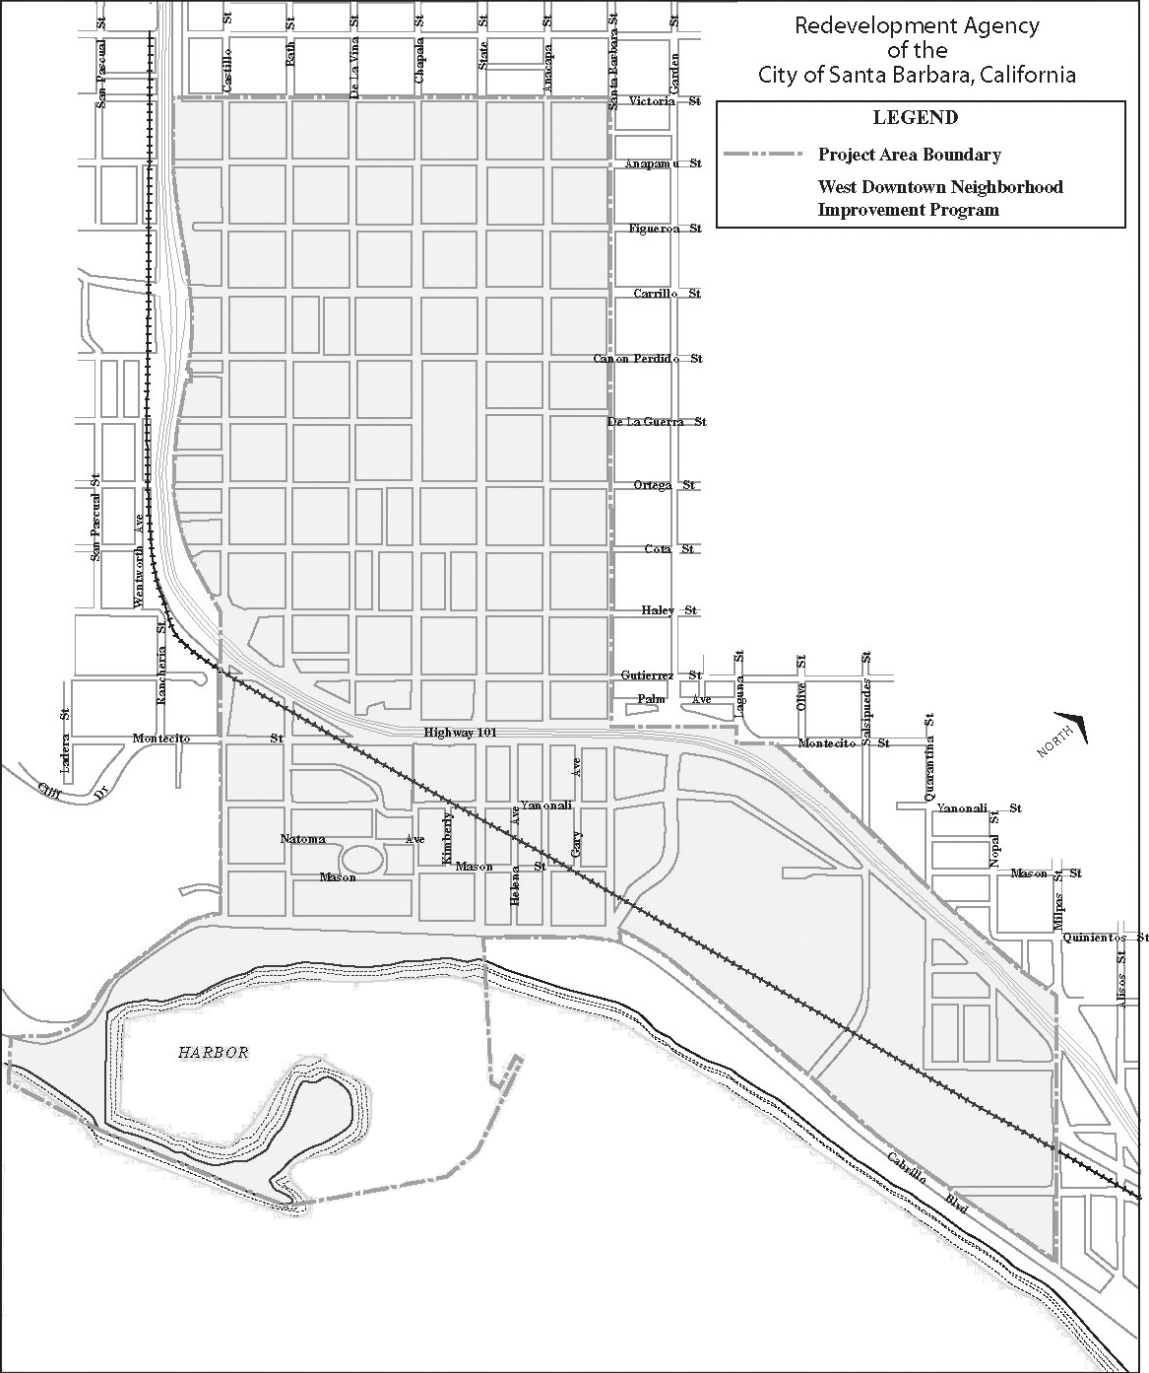 Redevelopment Agency
of the
City of Santa Barbara, California
LEGEND
Project Area Boundary
West Downtown Neighborhood
Improvement Program
San Pascual St
Castillo St
Bath St
De La Vina St
Chapala St
State St
Anacapa St
Santa Barbara St
Garden St
Victoria St
Anapamu St
Figueroa St
Carrillo St
Canon Perdido St
De La Guerra St
Ortega St
Cota St
Haley St
Gutierrez St
Palm Ave
San Pascual St
Wentworth Ave
Rancheria St
Ladera St
Montecito St
Cliff Dr
Highway 101
Laguna St
Olive St
Salsipuedes St
Montecito St
Quarantina St
NORTH
Yanonali St
Nopal St
Mason St
Milpas St
Quinientos St
Alisos St
Yanonali
Natoma Ave
Kimberly
Mason St
Mason
Helena Ave
Gary Ave
HARBOR
Cabrillo Blvd